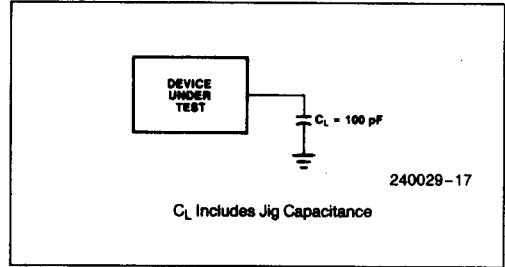 DEVICE
UNDER
TEST
CL = 100 pF
240029-17
CL Includes Jig Capacitance